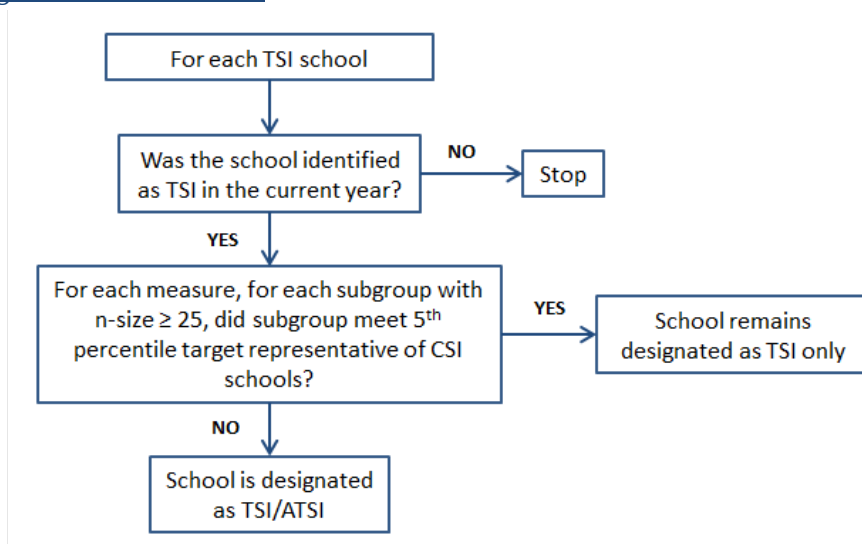 For each TSI school
Was the school identified
as TSI in the current year?
NO
Stop
YES
For each measure, for each subgroup with
n-size ≥ 25, did subgroup meet 5th
percentile target representative of CSI
schools?
YES
School remains
designated as TSI only
NO
School is designated
as TSI/ATSI